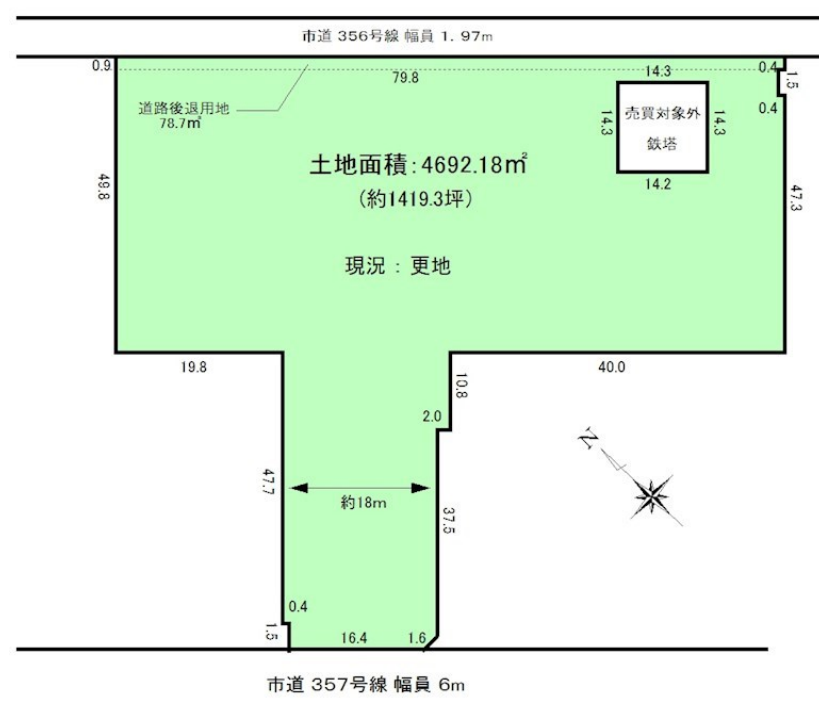 市道 356号線 幅員 1.97m
0.9
79.8
14.3
0.4
1.5
道路後退用地
78.7㎡
14.3
売買対象外
鉄塔
14.3
0.4
14.2
土地面積:4692.18㎡
(約1419.3坪)
49.8
47.3
現況 : 更地
19.8
40.0
10.8
2.0
N
47.7
約18m
37.5
0.4
1.5
16.4
1.6
市道 357号線 幅員 6m